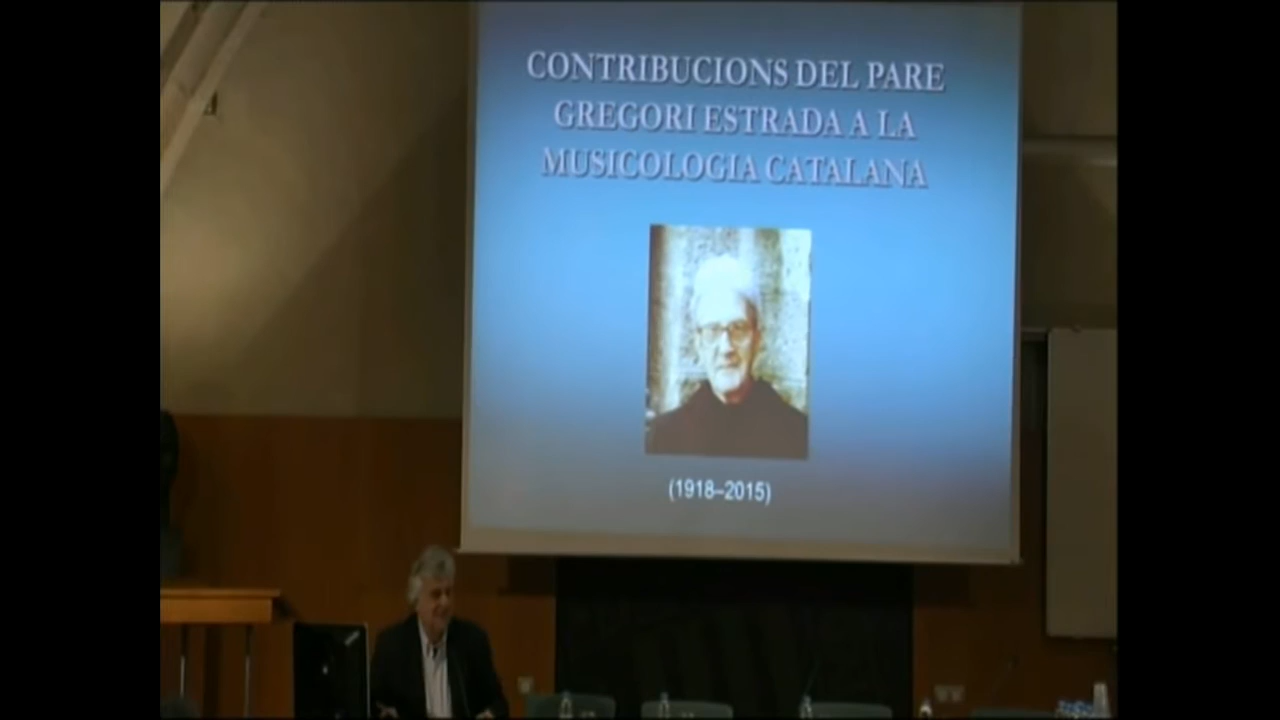 CONTRIBUCIONS DEL PARE
GREGORI ESTRADA A LA
MUSICOLOGIA CATALANA
(1918–2015)